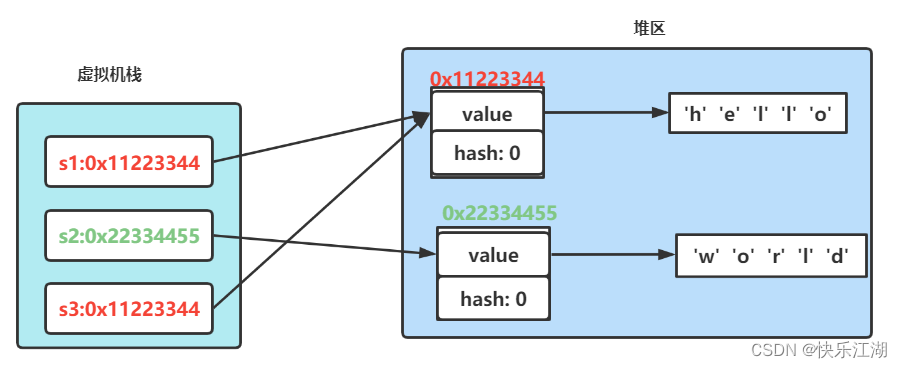 虚拟机栈
s1:0x11223344
s2:0x22334455
s3:0x11223344
堆区
0x11223344
value
hash: 0
'h' 'e' 'l' 'l' 'o'
0x22334455
value
hash: 0
'w' 'o' 'r' 'l' 'd'
CSDN @快乐江湖